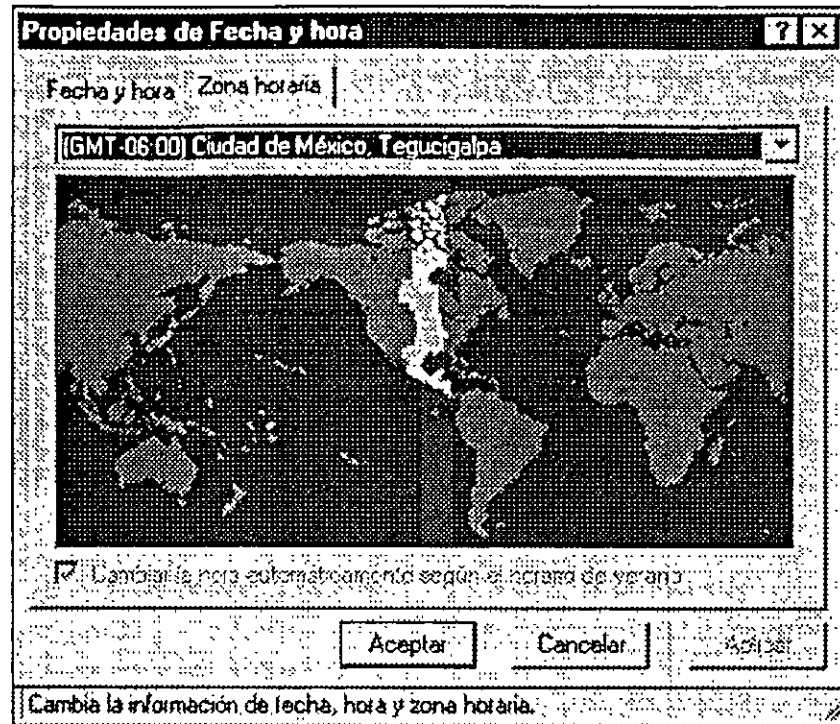 Propiedades de Fecha y hora
Fecha y hora Zona horaria
(GMT-06:00) Ciudad de México, Tegucigalpa
Cambiar la hora automáticamente según el horario de verano
Aceptar Cancelar Aplicar
Cambia la información de fecha, hora y zona horaria.